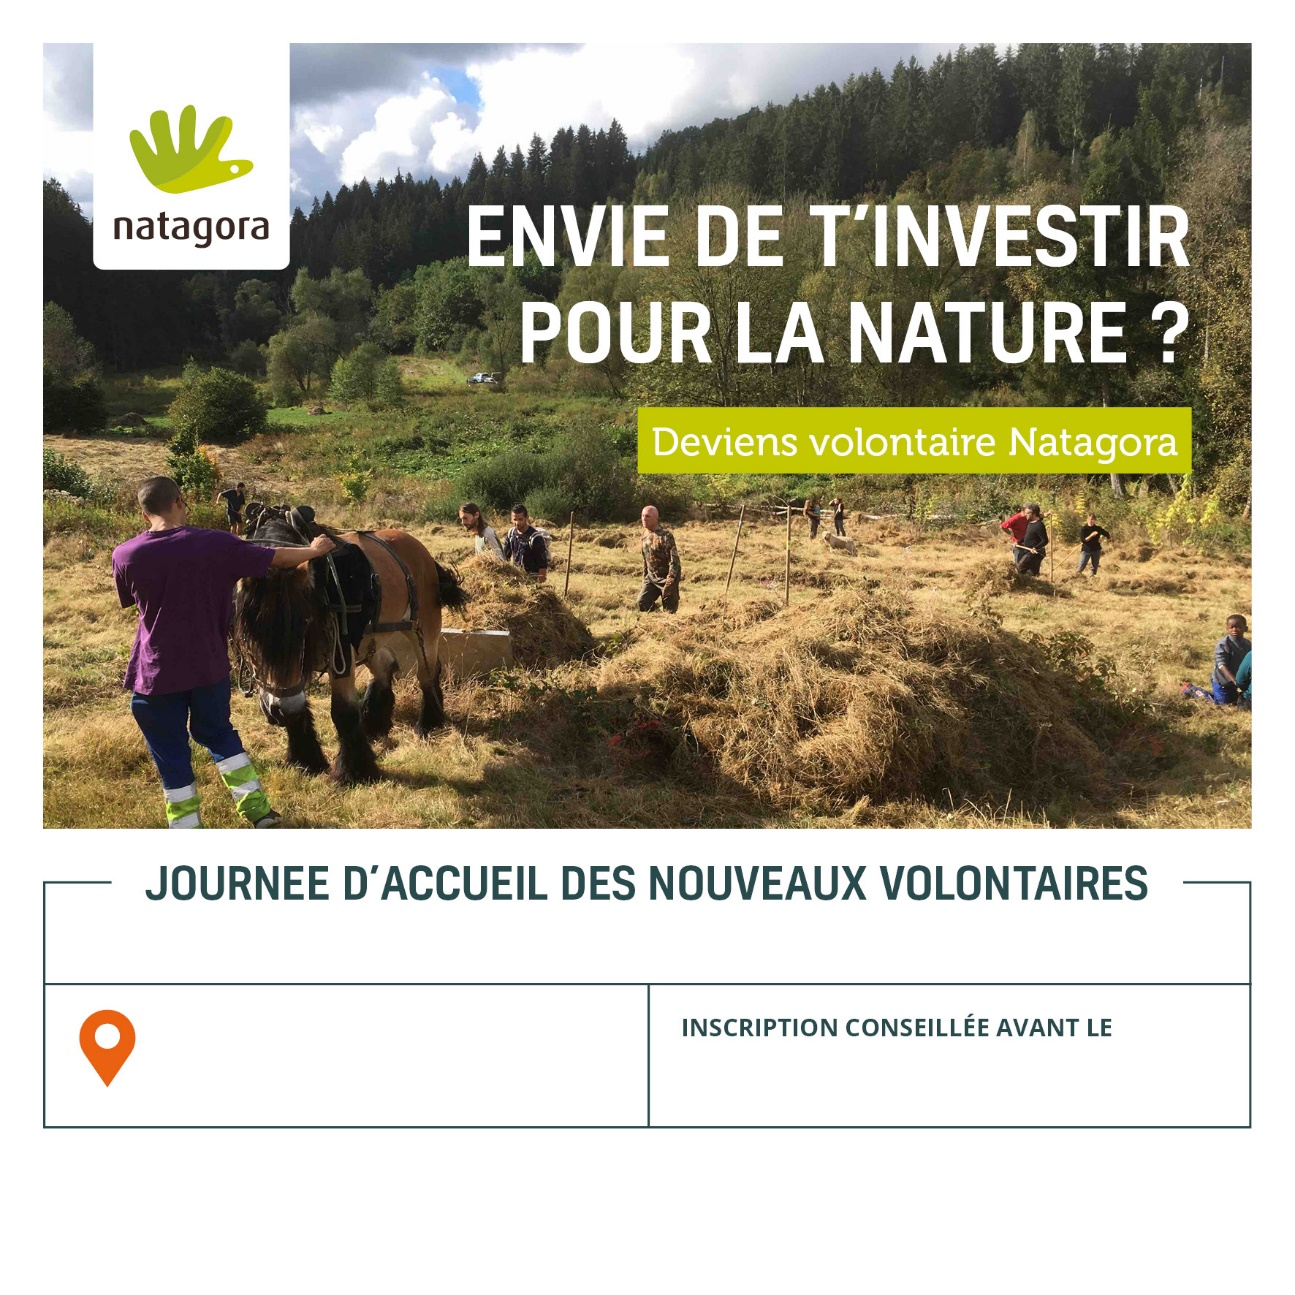 natagora
ENVIE DE T’INVESTIR
POUR LA NATURE ?
Deviens volontaire Natagora
JOURNEE D’ACCUEIL DES NOUVEAUX VOLONTAIRES
INSCRIPTION CONSEILLÉE AVANT LE